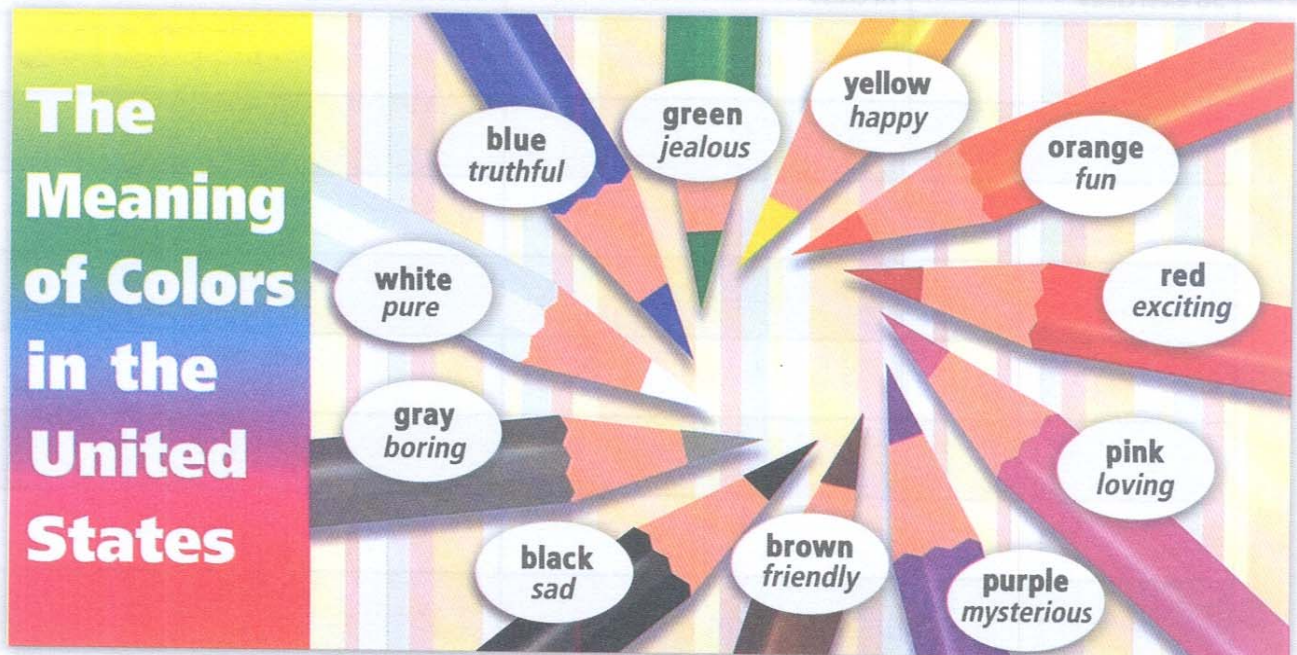 The
Meaning
of Colors
in the
United
States
blue
truthful
green
jealous
yellow
happy
orange
fun
white
pure
red
exciting
gray
boring
pink
loving
black
sad
brown
friendly
purple
mysterious